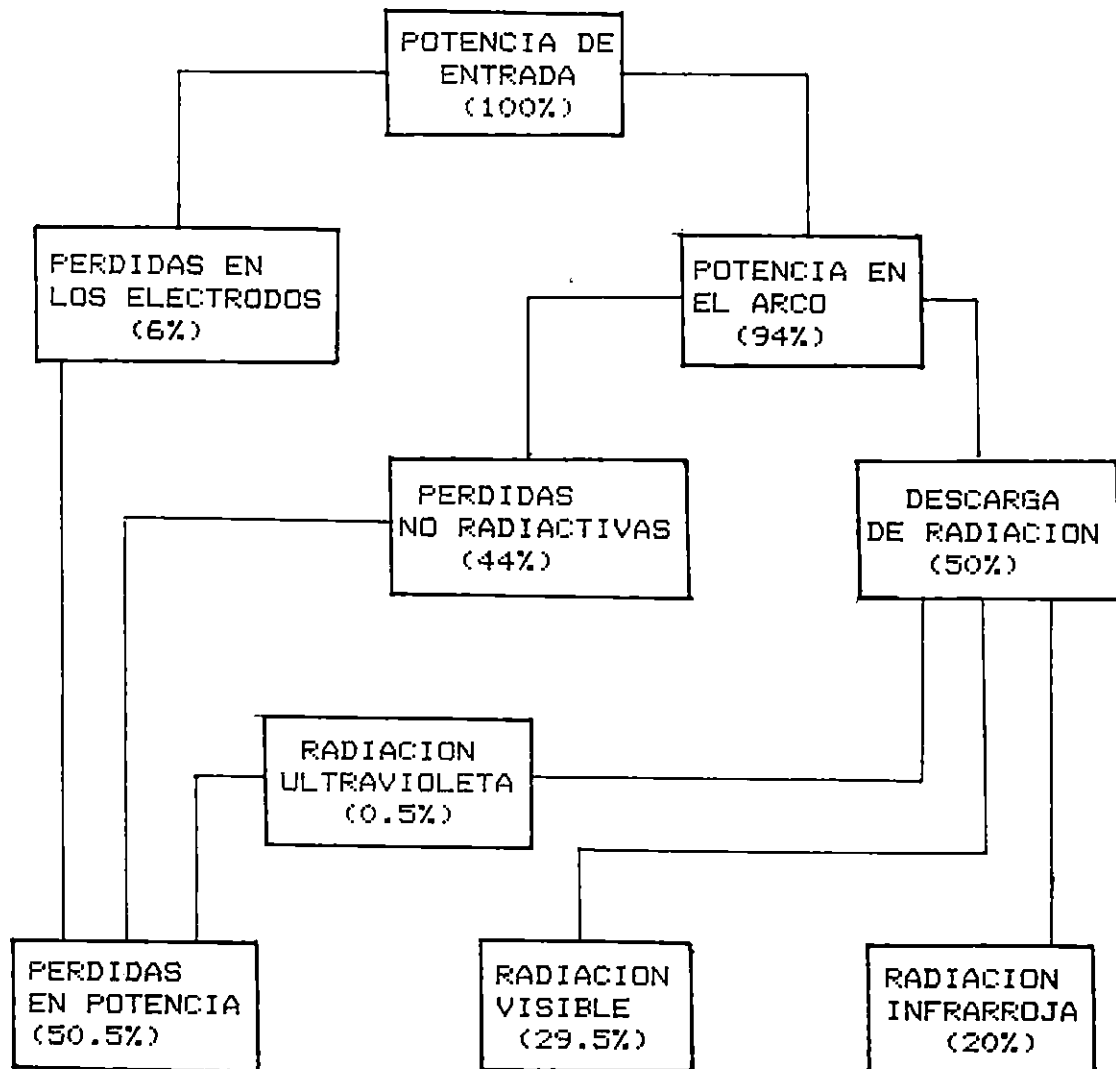 POTENCIA DE
ENTRADA
(100%)
PERDIDAS EN
LOS ELECTRODOS
(6%)
POTENCIA EN
EL ARCO
(94%)
PERDIDAS
NO RADIACTIVAS
(44%)
DESCARGA
DE RADIACION
(50%)
RADIACION
ULTRAVIOLETA
(0.5%)
PERDIDAS
EN POTENCIA
(50.5%)
RADIACION
VISIBLE
(29.5%)
RADIACION
INFRARROJA
(20%)